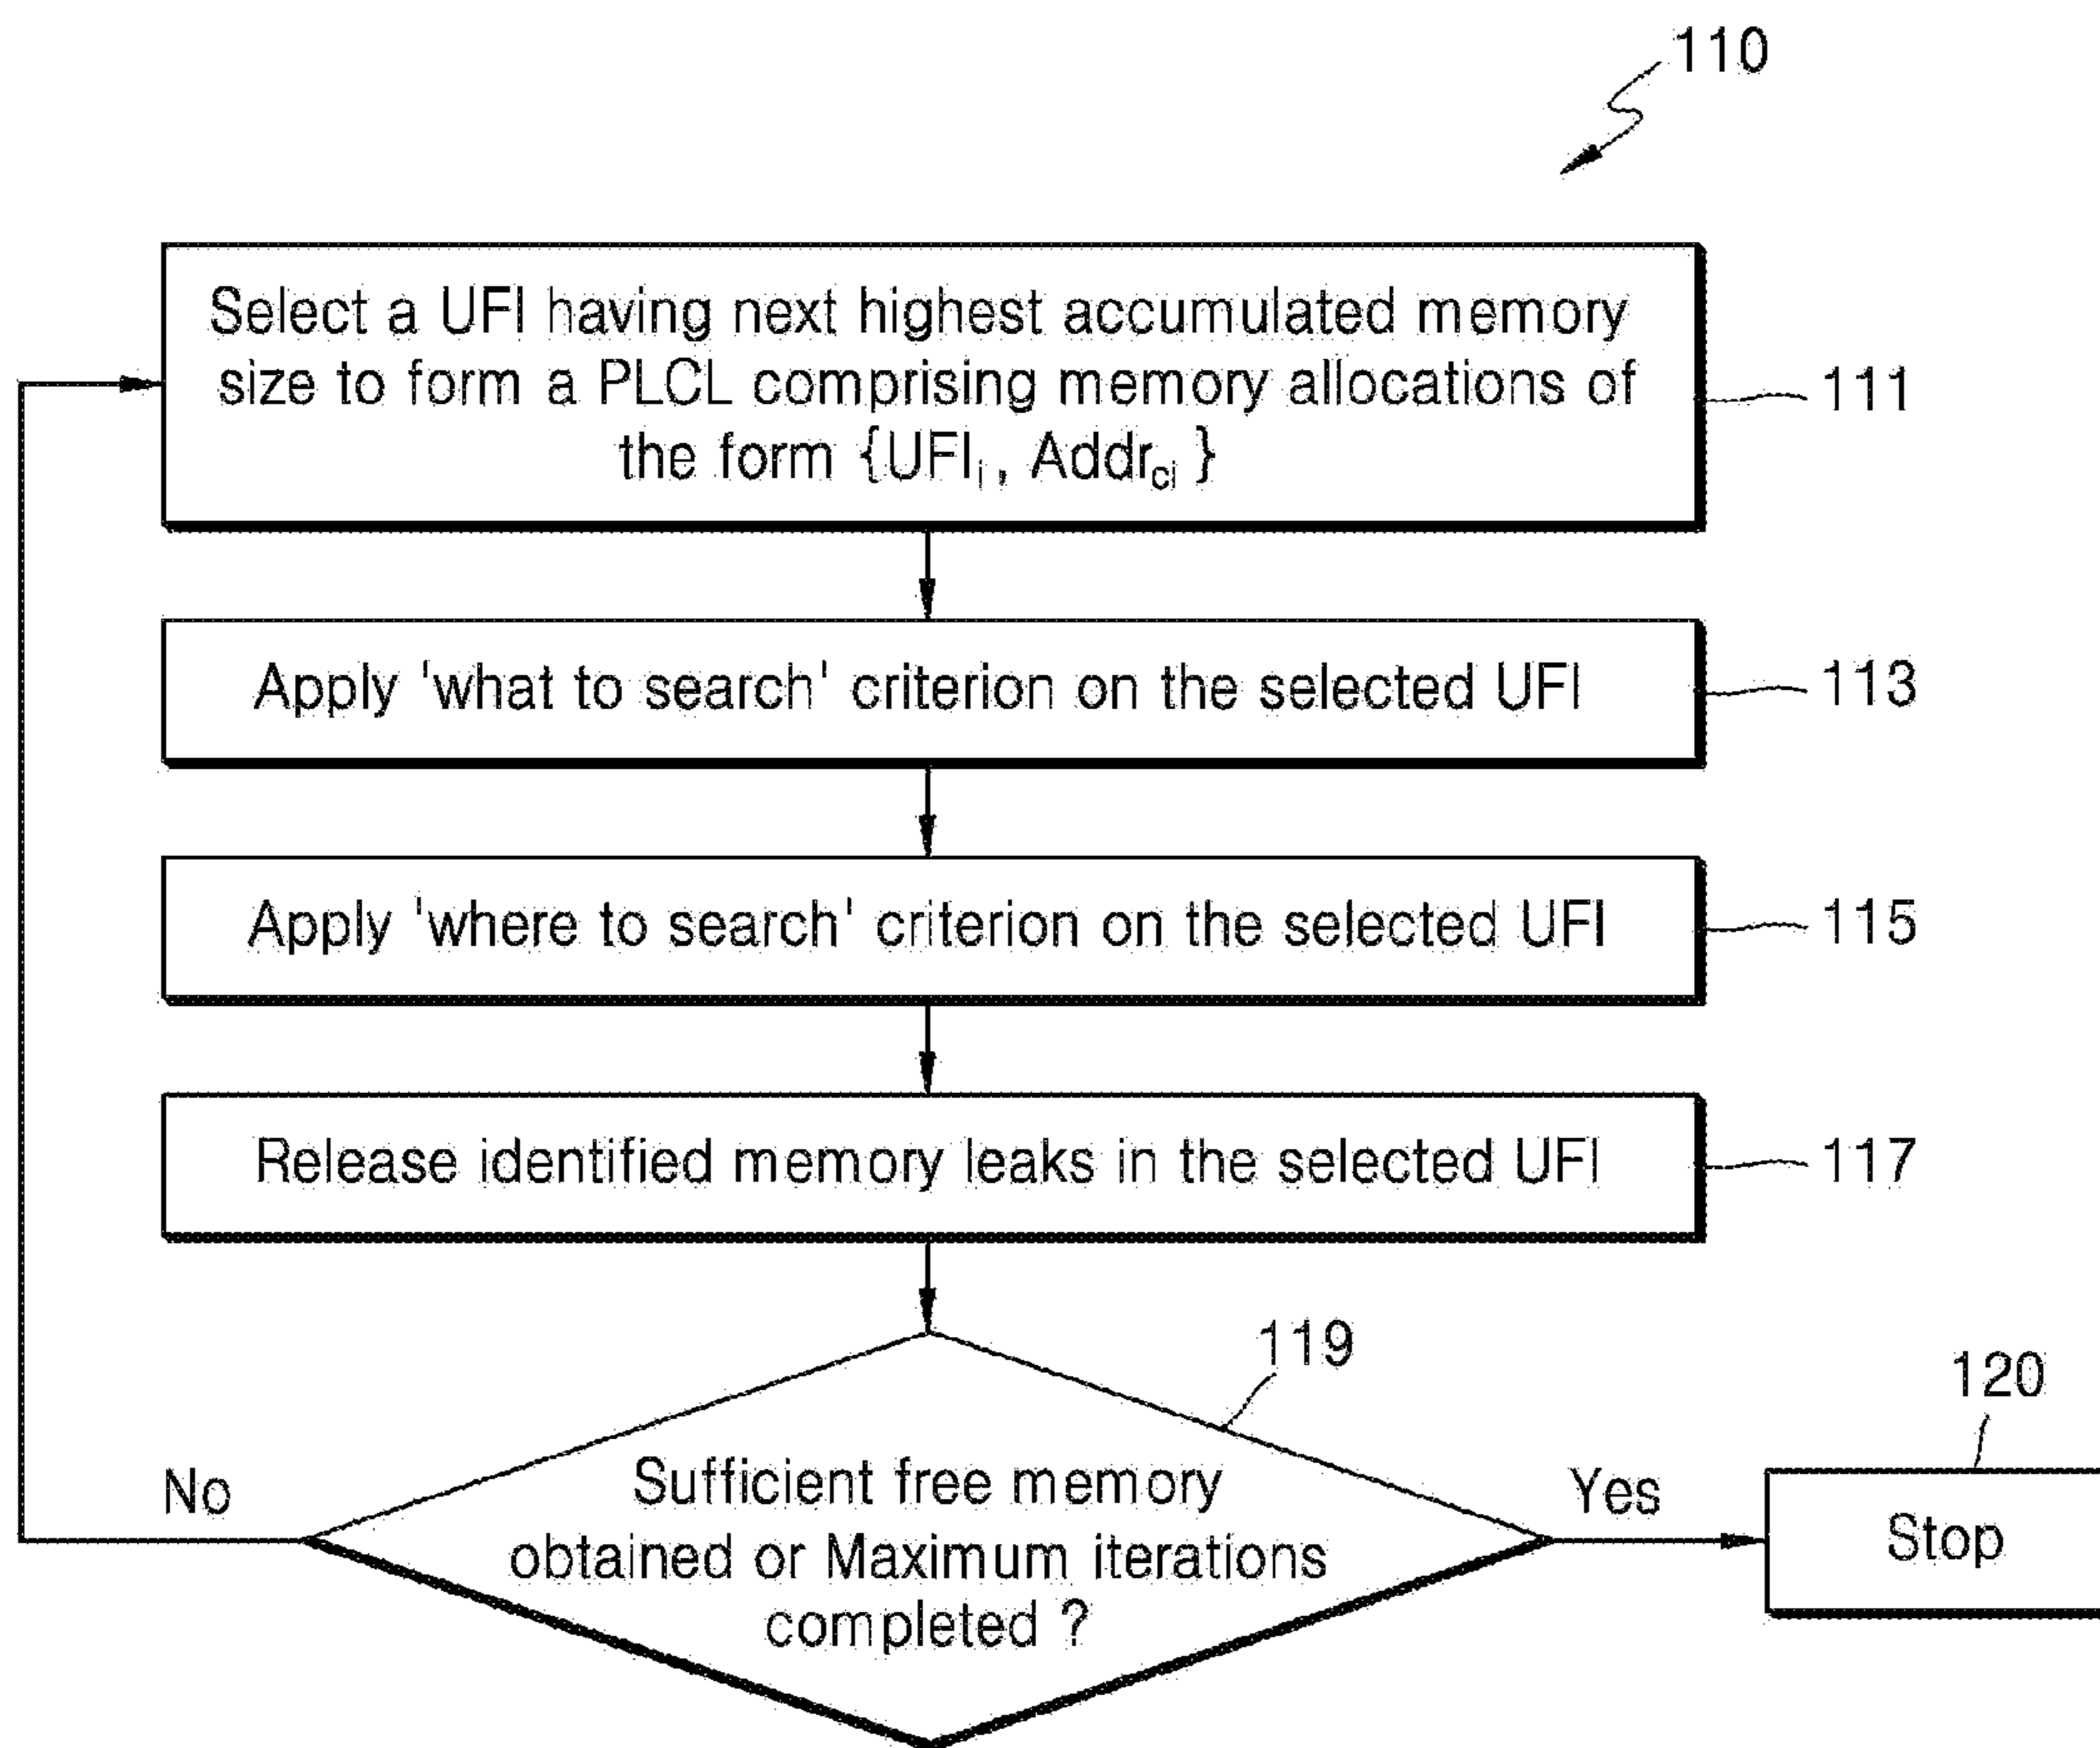 110
Select a UFI having next highest accumulated memory
size to form a PLCL comprising memory allocations of
the form {UFIi, Addrci }
111
Apply 'what to search' criterion on the selected UFI
113
Apply 'where to search' criterion on the selected UFI
115
Release identified memory leaks in the selected UFI
117
119
120
Sufficient free memory
obtained or Maximum iterations
completed ?
No
Yes
Stop